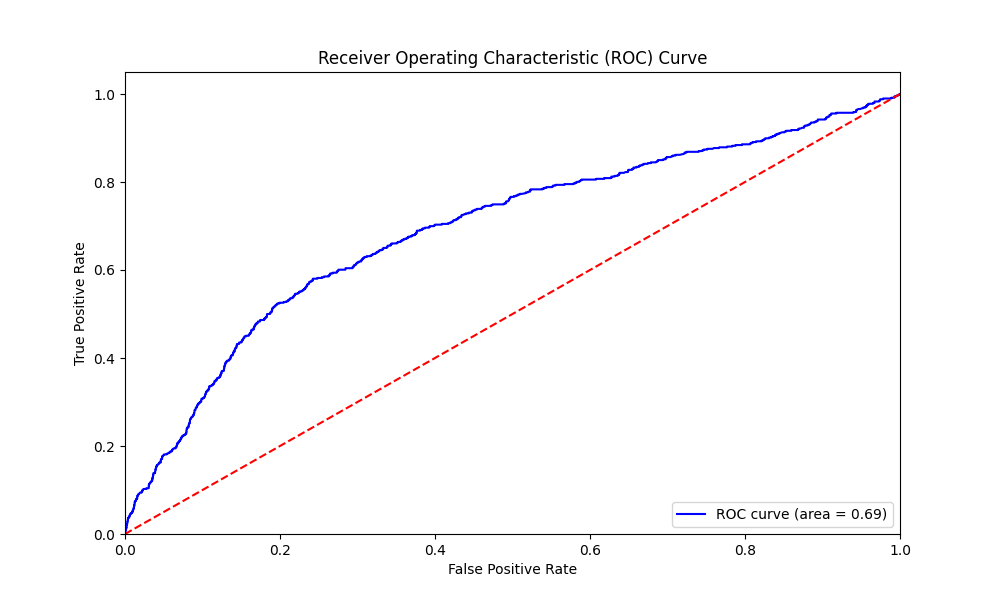 Receiver Operating Characteristic (ROC) Curve
1.0
0.8
0.6
0.4
0.2
0.0
True Positive Rate
ROC curve (area = 0.69)
0.0 0.2 0.4 0.6 0.8 1.0
False Positive Rate